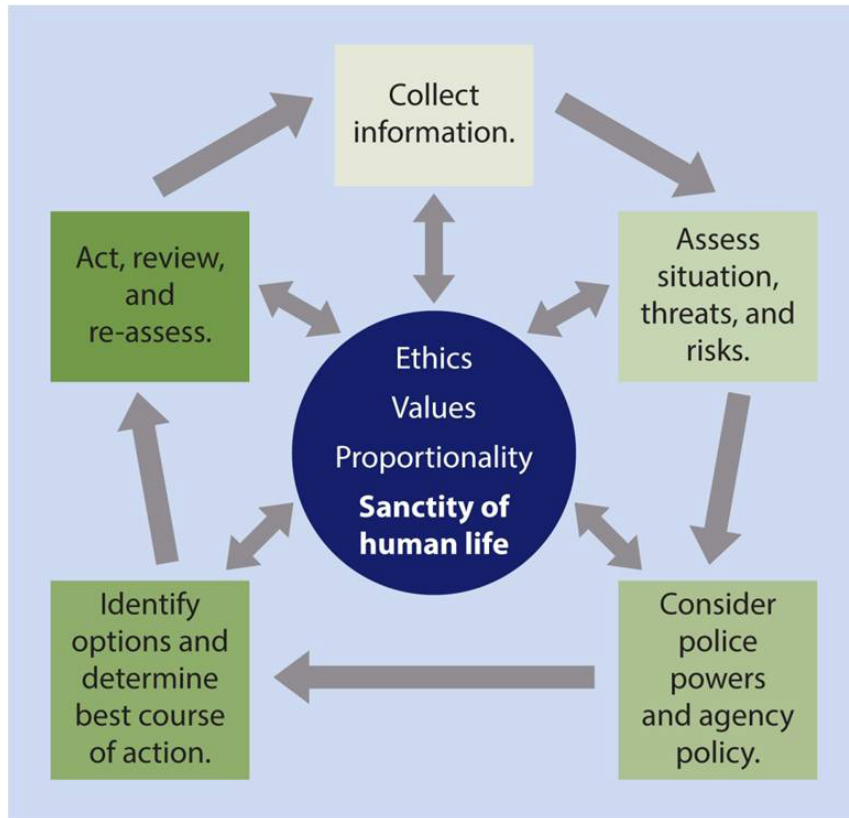 Collect
information.
Assess
situation,
threats, and
risks.
Consider
police
powers
and agency
policy.
Identify
options and
determine
best course
of action.
Act, review,
and
re-assess.
Ethics
Values
Proportionality
Sanctity of
human life